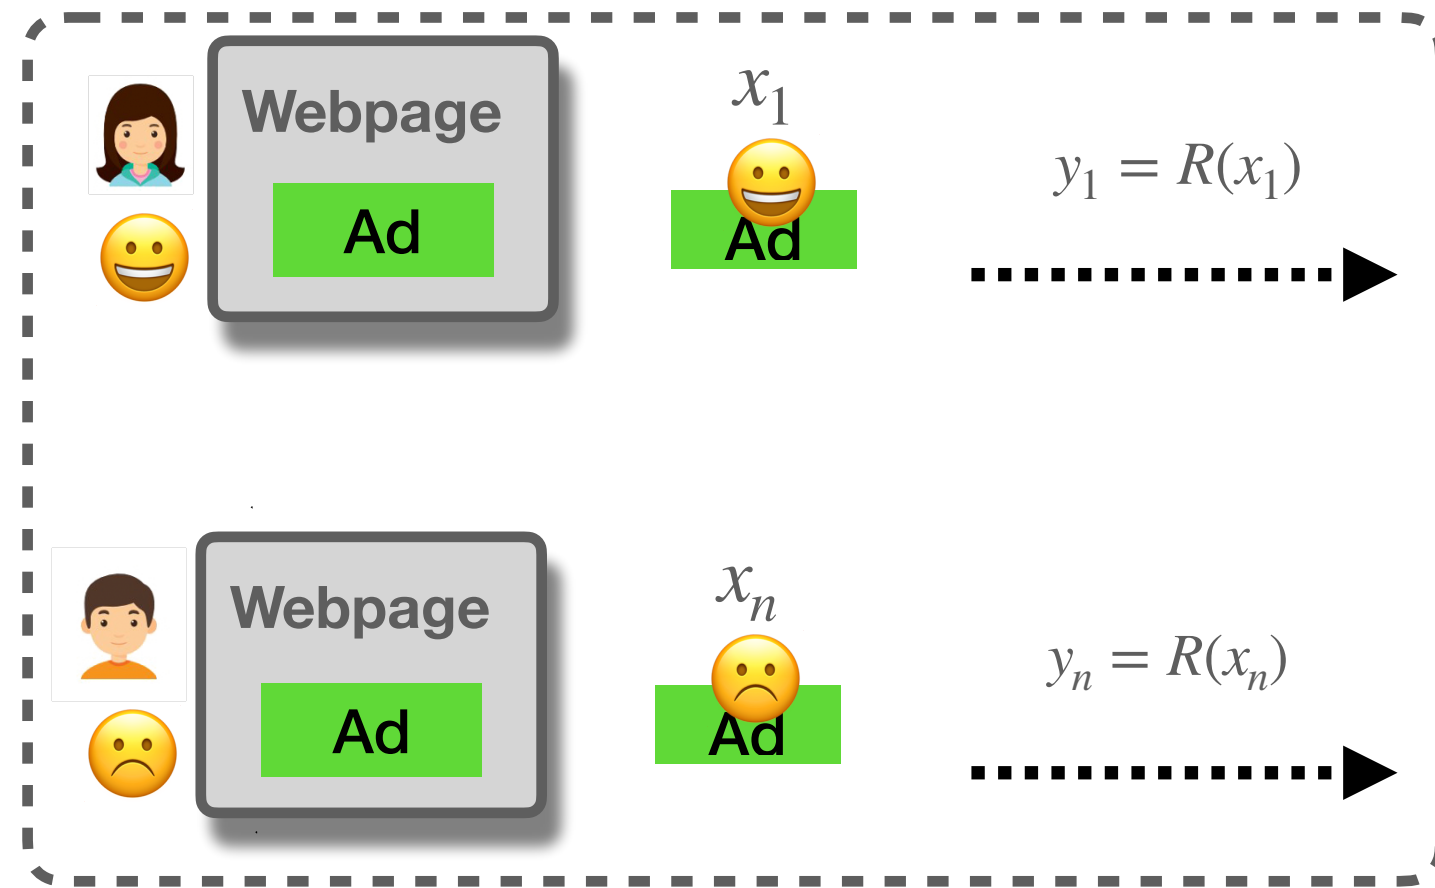 Webpage
Ad
x₁
Ad
y₁ = R(x₁)
Webpage
Ad
xₙ
Ad
yₙ = R(xₙ)